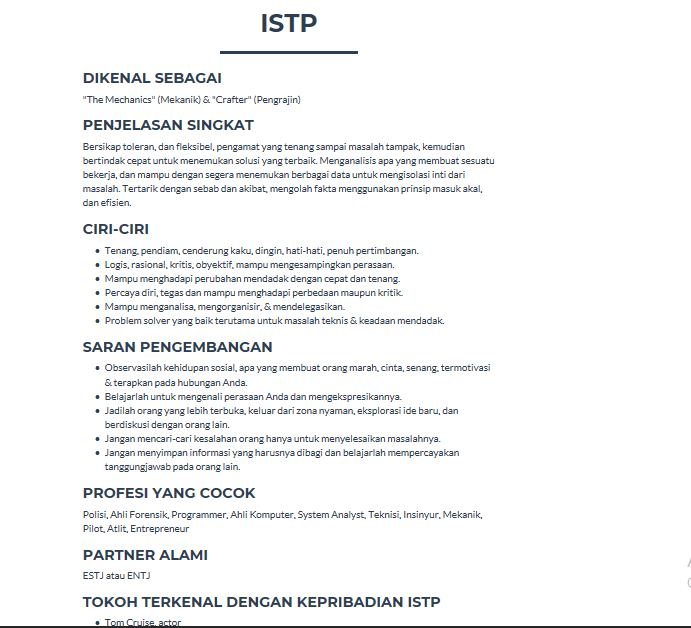 ISTP
DIKENAL SEBAGAI
"The Mechanics" (Mekanik) & "Crafter" (Pengrajin)
PENJELASAN SINGKAT
Bersikap toleran, dan fleksibel, pengamat yang tenang sampai masalah tampak, kemudian
bertindak cepat untuk menemukan solusi yang terbaik. Menganalisis apa yang membuat sesuatu
bekerja, dan mampu dengan segera menemukan berbagai data untuk mengisolasi inti dari
masalah. Tertarik dengan sebab dan akibat, mengolah fakta menggunakan prinsip masuk akal,
dan efisien.
CIRI-CIRI
• Tenang, pendiam, cenderung kaku, dingin, hati-hati, penuh pertimbangan.
• Logis, rasional, kritis, obyektif, mampu mengesampingkan perasaan.
• Mampu menghadapi perubahan mendadak dengan cepat dan tenang.
• Percaya diri, tegas dan mampu menghadapi perbedaan maupun kritik.
• Mampu menganalisa, mengorganisir, & mendelegasikan.
• Problem solver yang baik terutama untuk masalah teknis & keadaan mendadak.
SARAN PENGEMBANGAN
• Observasilah kehidupan sosial, apa yang membuat orang marah, cinta, senang, termotivasi
& terapkan pada hubungan Anda.
• Belajarlah untuk mengenali perasaan Anda dan mengekspresikannya.
• Jadilah orang yang lebih terbuka, keluar dari zona nyaman, eksplorasi ide baru, dan
berdiskusi dengan orang lain.
• Jangan mencari-cari kesalahan orang hanya untuk menyelesaikan masalahnya.
• Jangan menyimpan informasi yang harusnya dibagi dan belajarlah mempercayakan
tanggungjawab pada orang lain.
PROFESI YANG COCOK
Polisi, Ahli Forensik, Programmer, Ahli Komputer, System Analyst, Teknisi, Insinyur, Mekanik,
Pilot, Atlit, Entrepreneur
PARTNER ALAMI
ESTJ atau ENTJ
TOKOH TERKENAL DENGAN KEPRIBADIAN ISTP
• Tom Cruise, actor